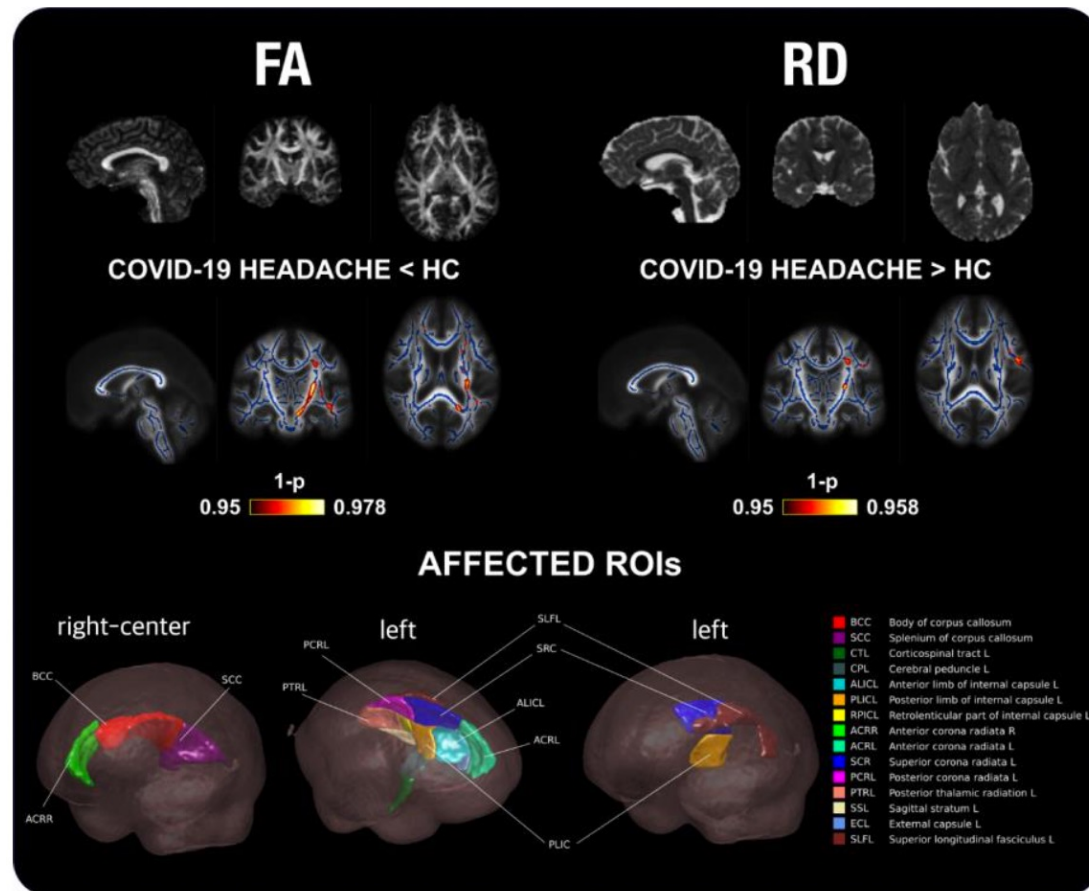 FA
RD
COVID-19 HEADACHE < HC
COVID-19 HEADACHE > HC
1-p
0.95 0.978
1-p
0.95 0.958
AFFECTED ROIs
right-center
left
left
BCC
SCC
ACRR
PCRL
PTRL
SLFL
SRC
ALICL
ACRL
PLIC
BCC Body of corpus callosum
SCC Splenium of corpus callosum
CTL Corticospinal tract L
CPL Cerebral peduncle L
ALICL Anterior limb of internal capsule L
PLICL Posterior limb of internal capsule L
RPICL Retrolenticular part of internal capsule L
ACRR Anterior corona radiata R
ACRL Anterior corona radiata L
SCR Superior corona radiata L
PCRL Posterior corona radiata L
PTRL Posterior thalamic radiation L
SSL Sagittal stratum L
ECL External capsule L
SLFL Superior longitudinal fasciculus L